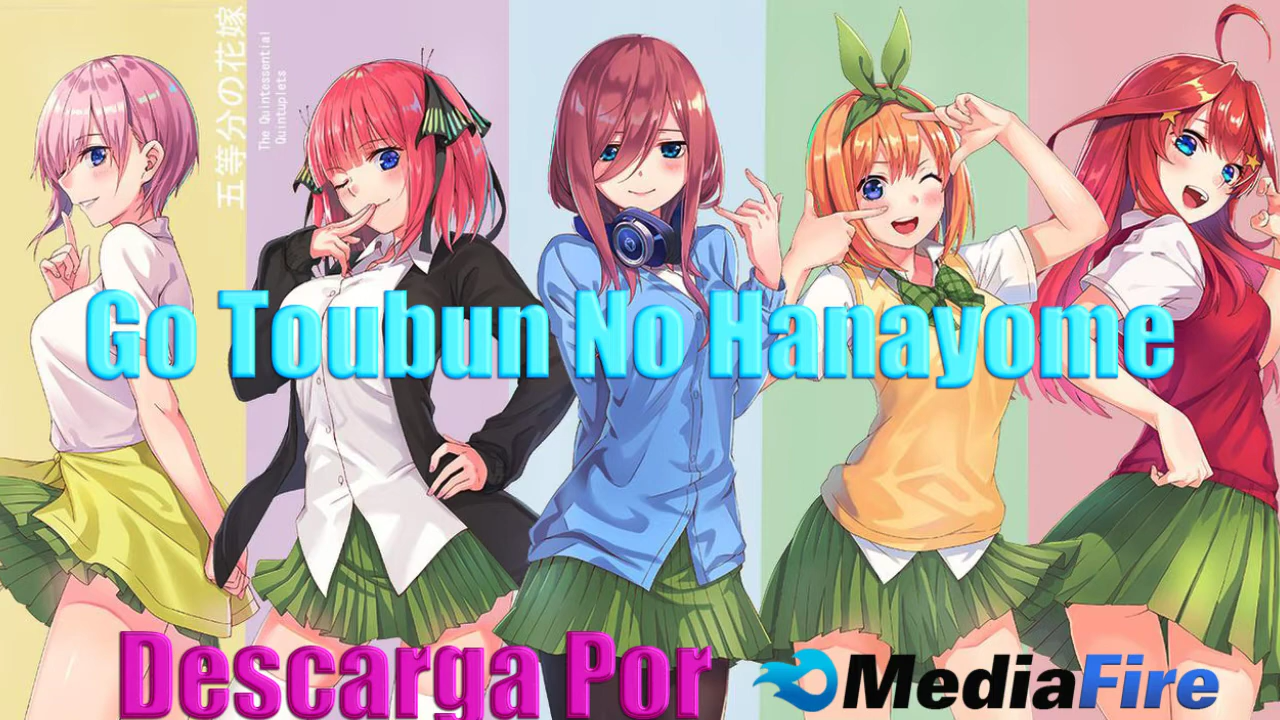 五等分の花嫁
The Quintessential
Quintuplets
Go Toubun No Hanayome
Descarga Por
MediaFire